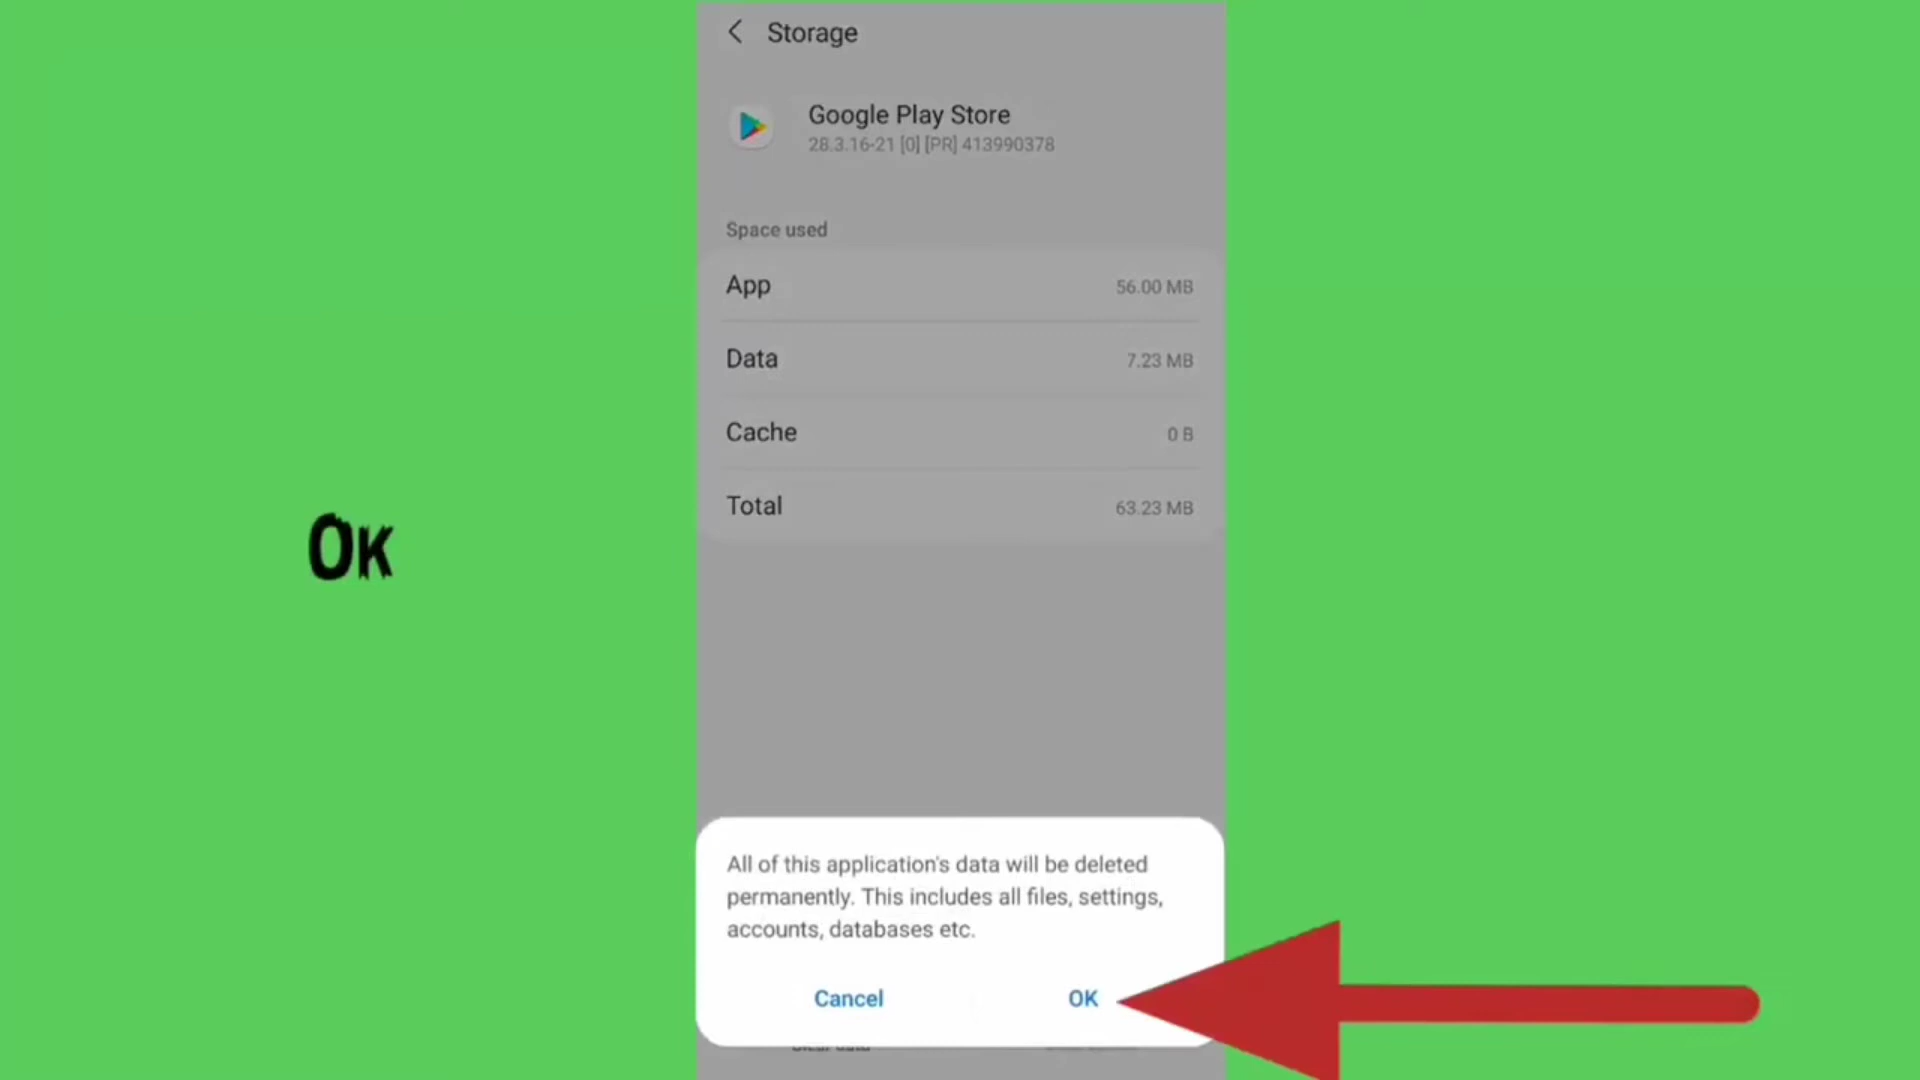 Storage
Google Play Store
28.3.16-21 [0] [PR] 413990378
Space used
App 56.00 MB
Data 7.23 MB
Cache 0 B
Total 63.23 MB
Ok
All of this application's data will be deleted
permanently. This includes all files, settings,
accounts, databases etc.
Cancel OK